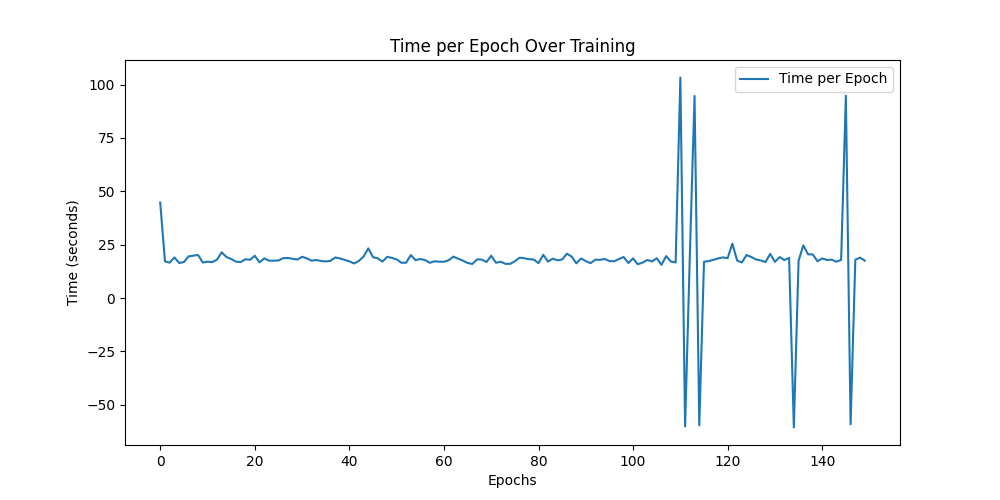 Time per Epoch Over Training
Time per Epoch
100
75
50
25
0
−25
−50
Time (seconds)
0 20 40 60 80 100 120 140
Epochs